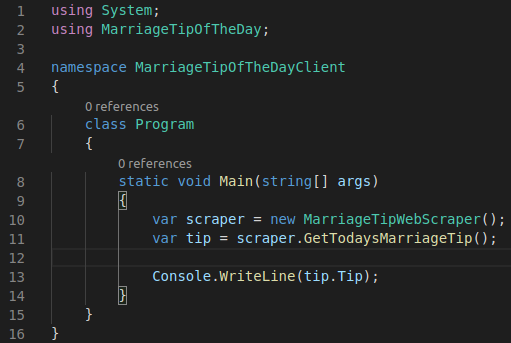 1 using System;
2 using MarriageTipOfTheDay;
3
4 namespace MarriageTipOfTheDayClient
5 {
0 references
6 class Program
7 {
0 references
8 static void Main(string[] args)
9 {
10 var scraper = new MarriageTipWebScraper();
11 var tip = scraper.GetTodaysMarriageTip();
12
13 Console.WriteLine(tip.Tip);
14 }
15 }
16 }